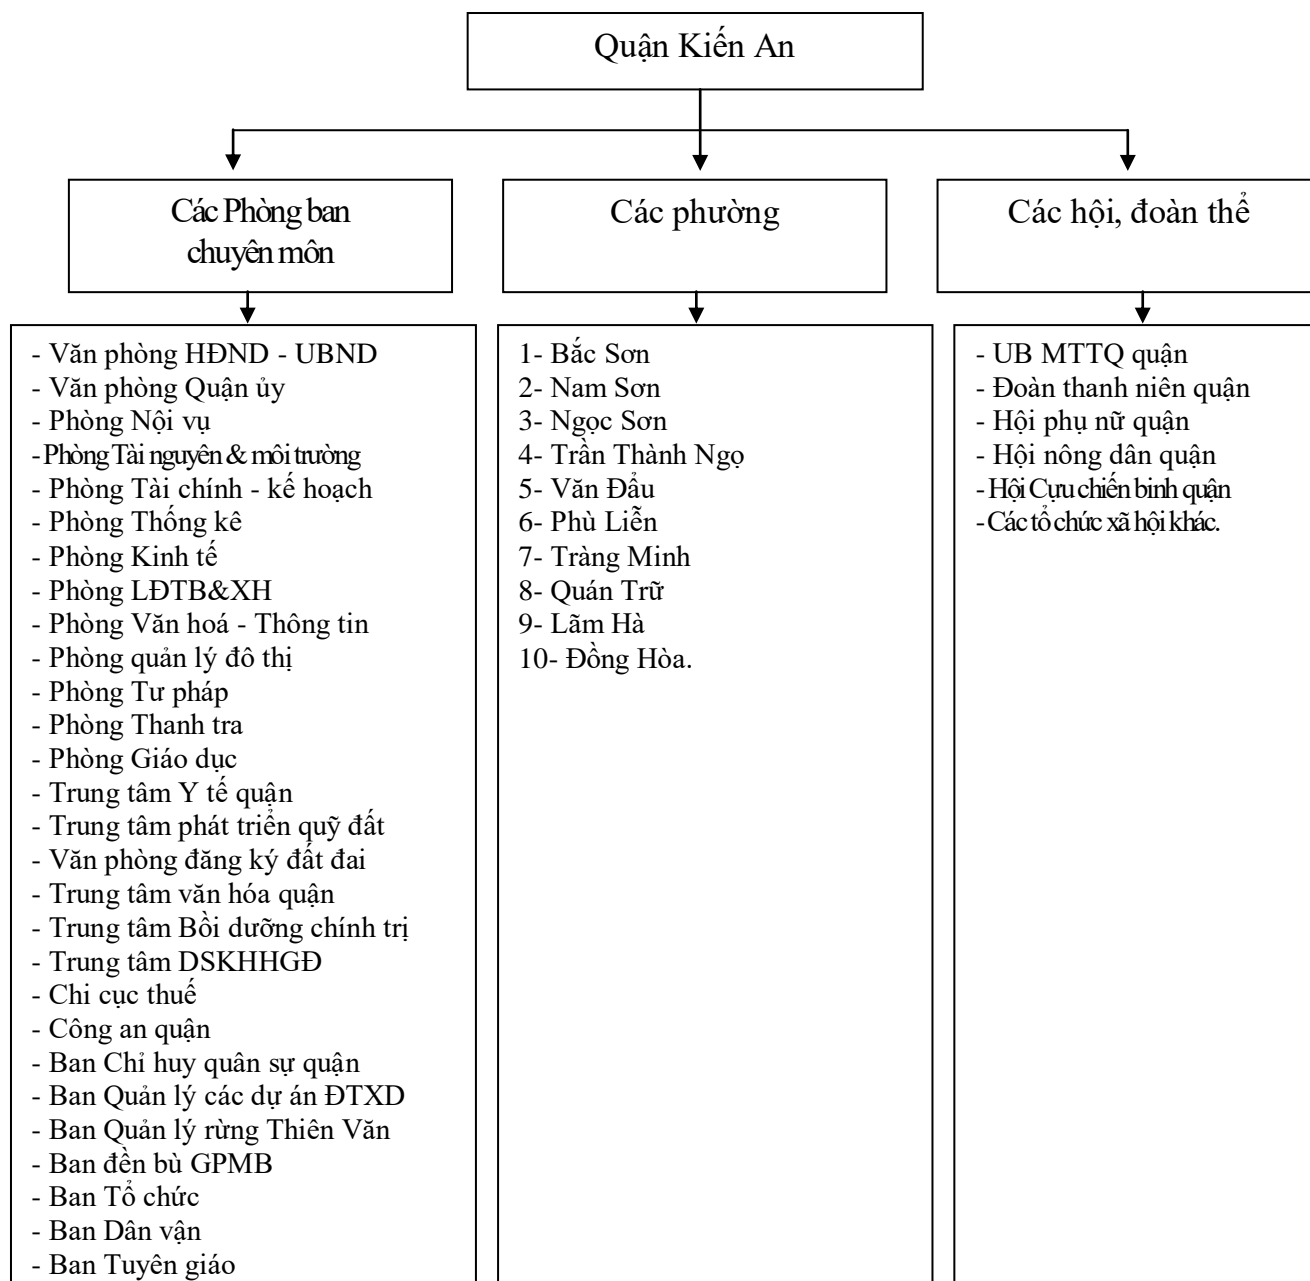 Quận Kiến An
Các Phòng ban
chuyên môn
Các phường
Các hội, đoàn thể
- Văn phòng HĐND - UBND
- Văn phòng Quận ủy
- Phòng Nội vụ
- Phòng Tài nguyên & môi trường
- Phòng Tài chính - kế hoạch
- Phòng Thống kê
- Phòng Kinh tế
- Phòng LĐTB&XH
- Phòng Văn hoá - Thông tin
- Phòng quản lý đô thị
- Phòng Tư pháp
- Phòng Thanh tra
- Phòng Giáo dục
- Trung tâm Y tế quận
- Trung tâm phát triển quỹ đất
- Văn phòng đăng ký đất đai
- Trung tâm văn hóa quận
- Trung tâm Bồi dưỡng chính trị
- Trung tâm DSKHHGĐ
- Chi cục thuế
- Công an quận
- Ban Chỉ huy quân sự quận
- Ban Quản lý các dự án ĐTXD
- Ban Quản lý rừng Thiên Văn
- Ban đền bù GPMB
- Ban Tổ chức
- Ban Dân vận
- Ban Tuyên giáo
1- Bắc Sơn
2- Nam Sơn
3- Ngọc Sơn
4- Trần Thành Ngọ
5- Văn Đẩu
6- Phù Liễn
7- Tràng Minh
8- Quán Trữ
9- Lãm Hà
10- Đồng Hòa.
- UB MTTQ quận
- Đoàn thanh niên quận
- Hội phụ nữ quận
- Hội nông dân quận
- Hội Cựu chiến binh quận
- Các tổ chức xã hội khác.